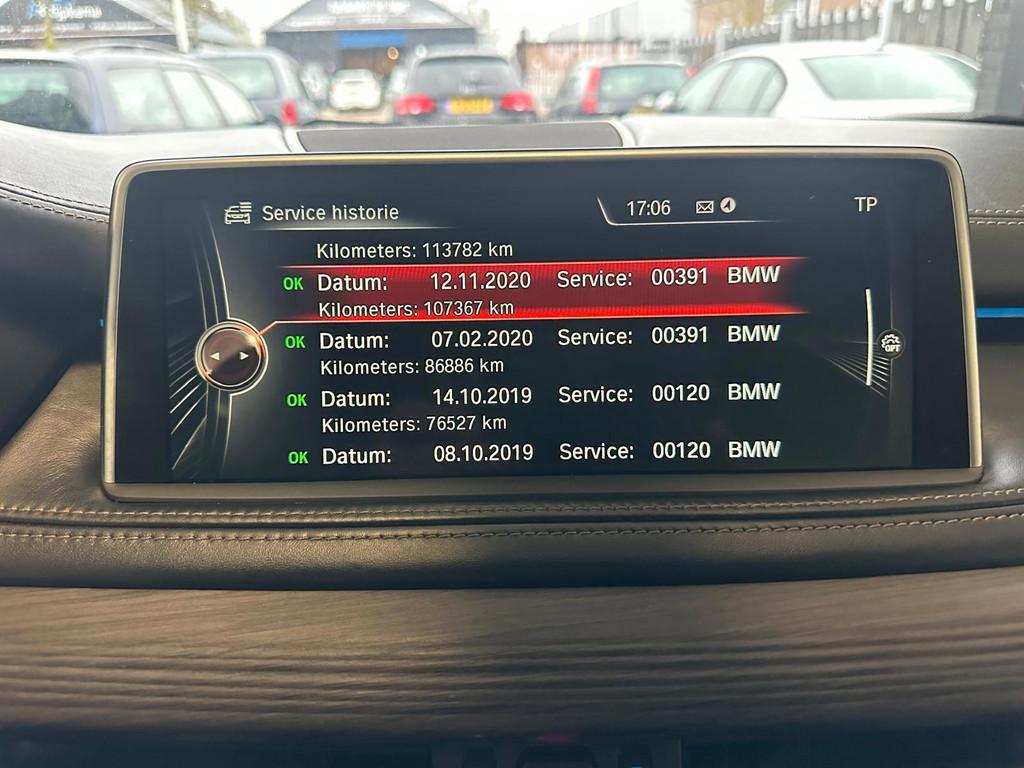 Service historie 17:06 TP
Kilometers: 113782 km
OK Datum: 12.11.2020 Service: 00391 BMW
Kilometers: 107367 km
OK Datum: 07.02.2020 Service: 00391 BMW
Kilometers: 86886 km
OPT
OK Datum: 14.10.2019 Service: 00120 BMW
Kilometers: 76527 km
OK Datum: 08.10.2019 Service: 00120 BMW